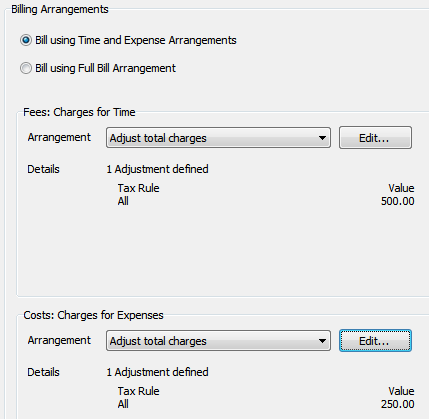 Billing Arrangements
Bill using Time and Expense Arrangements
Bill using Full Bill Arrangement
Fees: Charges for Time
Arrangement Adjust total charges Edit...
Details 1 Adjustment defined
Tax Rule Value
All 500.00
Costs: Charges for Expenses
Arrangement Adjust total charges Edit...
Details 1 Adjustment defined
Tax Rule Value
All 250.00